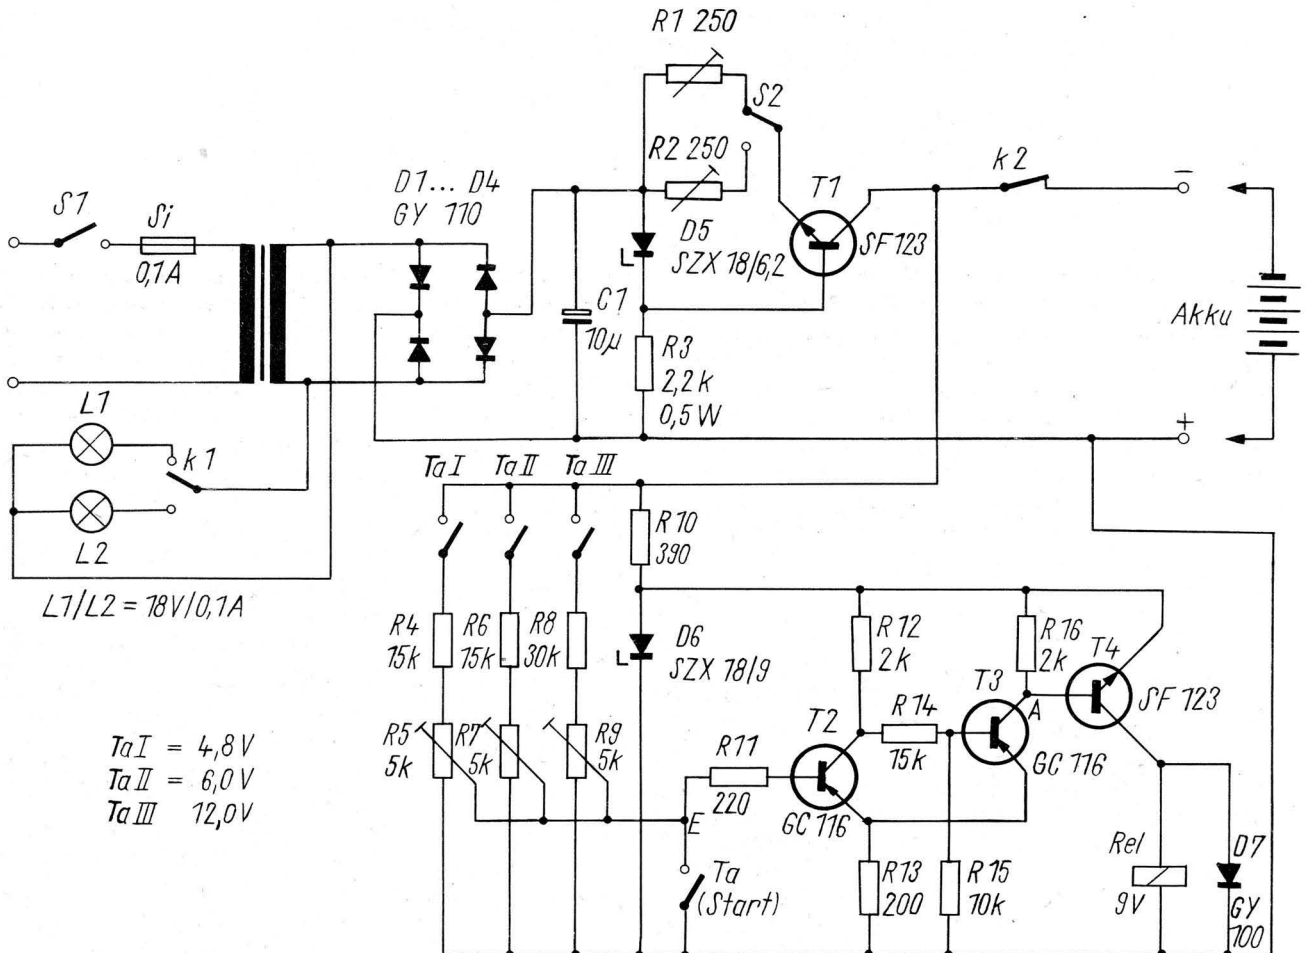 R1 250
S2
R2 250
k2
–
D1... D4
GY 110
T1
S1
Si
0,1A
D5
SZX 18/6,2
SF 123
C1
10µ
Akku
R3
2,2k
0,5W
L1
+
k1
Ta I
Ta II
Ta III
L2
R10
390
L1/L2 = 18V/0,1A
R4
15k
R6
15k
R8
30k
D6
SZX 18/9
R12
2k
R16
2k
T4
T3
SF 123
R14
15k
A
T2
GC 116
Ta I = 4,8V
Ta II = 6,0V
Ta III 12,0V
R5
5k
R7
5k
R9
5k
R11
220
GC 116
E
Ta
(Start)
R13
200
R15
10k
Rel
9V
D7
GY
100